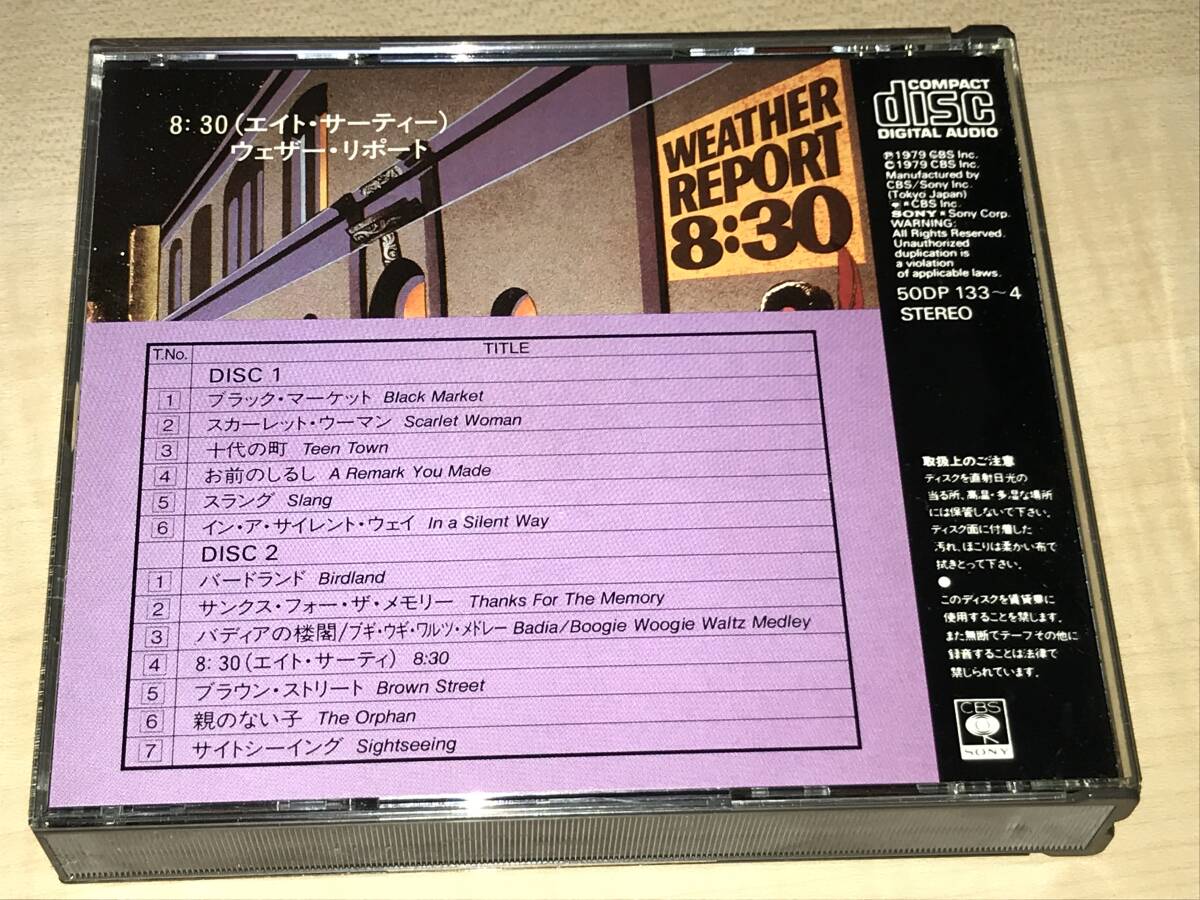 8:30(エイト・サーティー)
ウェザー・リポート
WEATHER
REPORT
8:30
COMPACT
disc
DIGITAL AUDIO
℗1979 CBS Inc.
©1979 CBS Inc.
Manufactured by
CBS/Sony Inc.
(Tokyo Japan)
CBS Inc.
SONY ® Sony Corp.
WARNING:
All Rights Reserved.
Unauthorized
duplication is
a violation
of applicable laws.
50DP 133~4
STEREO
T.No. TITLE
DISC 1
1 ブラック・マーケット Black Market
2 スカーレット・ウーマン Scarlet Woman
3 十代の町 Teen Town
4 お前のしるし A Remark You Made
5 スラング Slang
6 イン・ア・サイレント・ウェイ In a Silent Way
DISC 2
1 バードランド Birdland
2 サンクス・フォー・ザ・メモリー Thanks For The Memory
3 バディアの楼閣/ブギ・ウギ・ワルツ・メドレー Badia/Boogie Woogie Waltz Medley
4 8:30(エイト・サーティ) 8:30
5 ブラウン・ストリート Brown Street
6 親のない子 The Orphan
7 サイトシーイング Sightseeing
取扱上のご注意
ディスクを直射日光の
当る所、高温・多湿な場所
には保管しないで下さい。
ディスク面に付着した
汚れ、ほこりは柔かい布で
拭きとって下さい。
●
このディスクを賃貸業に
使用することを禁じます。
また無断でテープその他に
録音することは法律で
禁じられています。
CBS
SONY